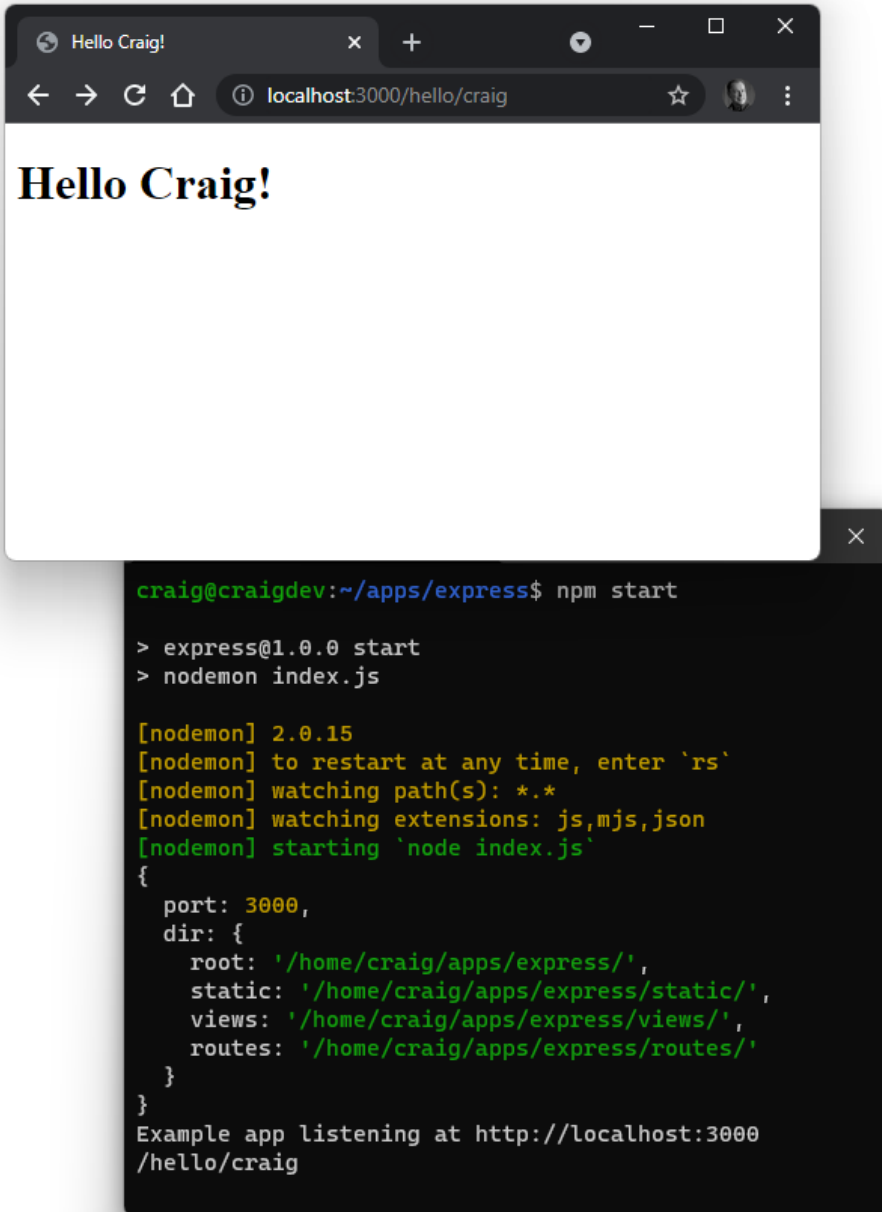 Hello Craig!
localhost:3000/hello/craig
Hello Craig!
craig@craigdev:~/apps/express$ npm start
> express@1.0.0 start
> nodemon index.js
[nodemon] 2.0.15
[nodemon] to restart at any time, enter `rs`
[nodemon] watching path(s): *.*
[nodemon] watching extensions: js,mjs,json
[nodemon] starting `node index.js`
{
  port: 3000,
  dir: {
    root: '/home/craig/apps/express/',
    static: '/home/craig/apps/express/static/',
    views: '/home/craig/apps/express/views/',
    routes: '/home/craig/apps/express/routes/'
  }
}
Example app listening at http://localhost:3000
/hello/craig